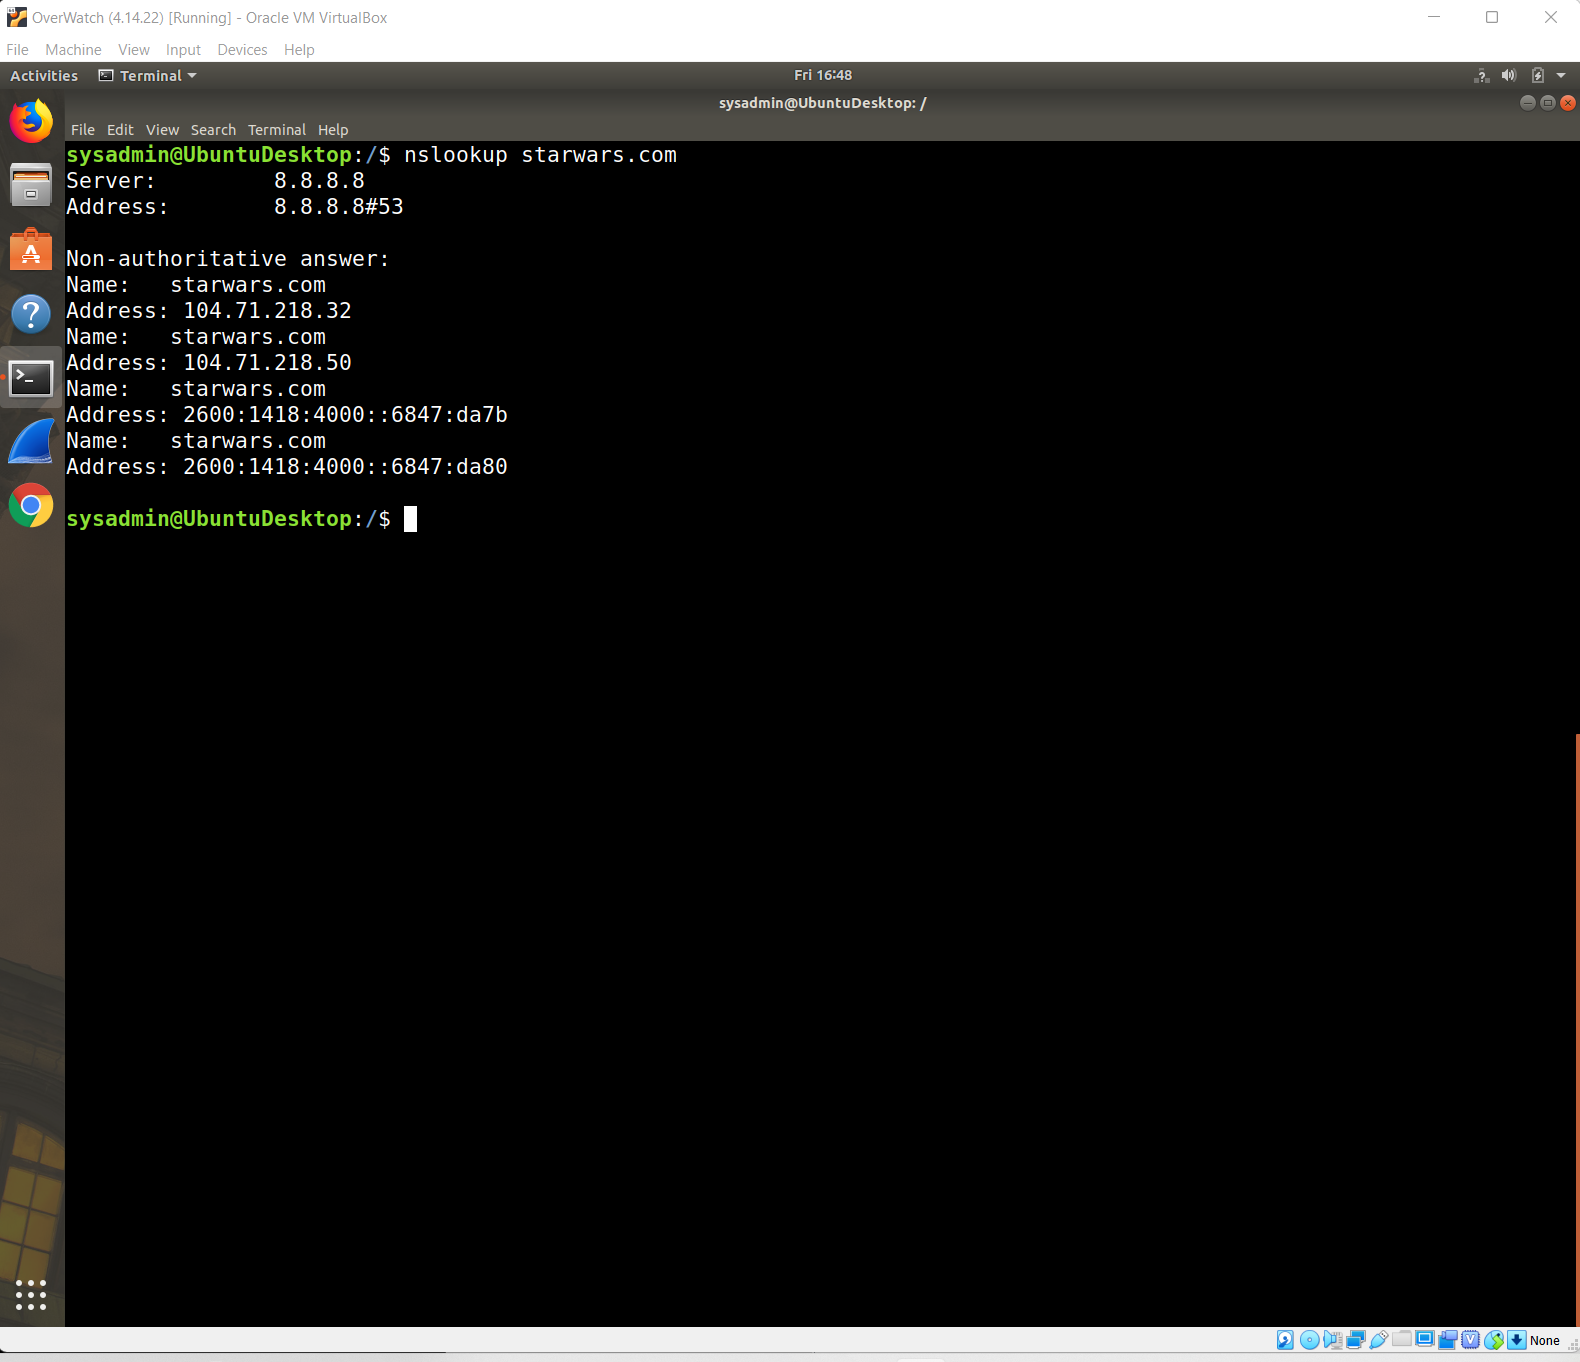 OverWatch (4.14.22) [Running] - Oracle VM VirtualBox
File Machine View Input Devices Help
Activities Terminal Fri 16:48
sysadmin@UbuntuDesktop: /
File Edit View Search Terminal Help
sysadmin@UbuntuDesktop:/$ nslookup starwars.com
Server: 8.8.8.8
Address: 8.8.8.8#53
Non-authoritative answer:
Name: starwars.com
Address: 104.71.218.32
Name: starwars.com
Address: 104.71.218.50
Name: starwars.com
Address: 2600:1418:4000::6847:da7b
Name: starwars.com
Address: 2600:1418:4000::6847:da80
sysadmin@UbuntuDesktop:/$
None